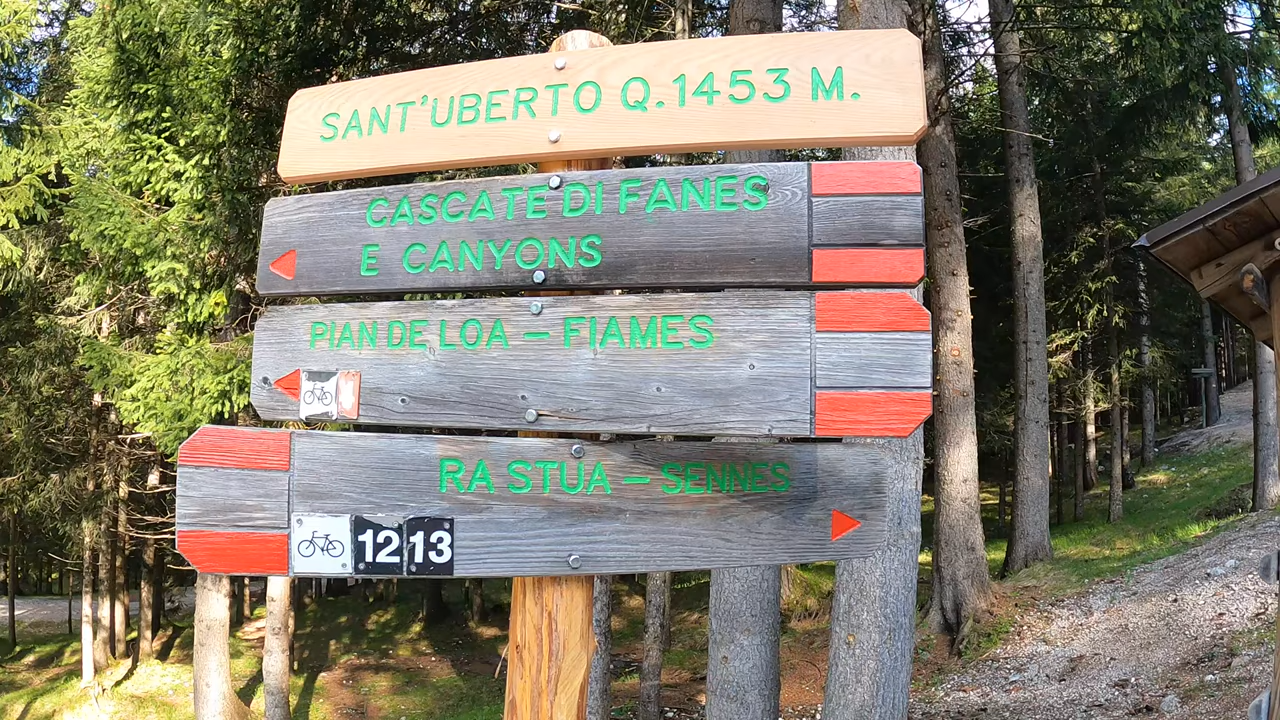 SANT'UBERTO Q.1453 M.
CASCATE DI FANES
E CANYONS
PIAN DE LOA – FIAMES
RA STUA – SENNES
12 13